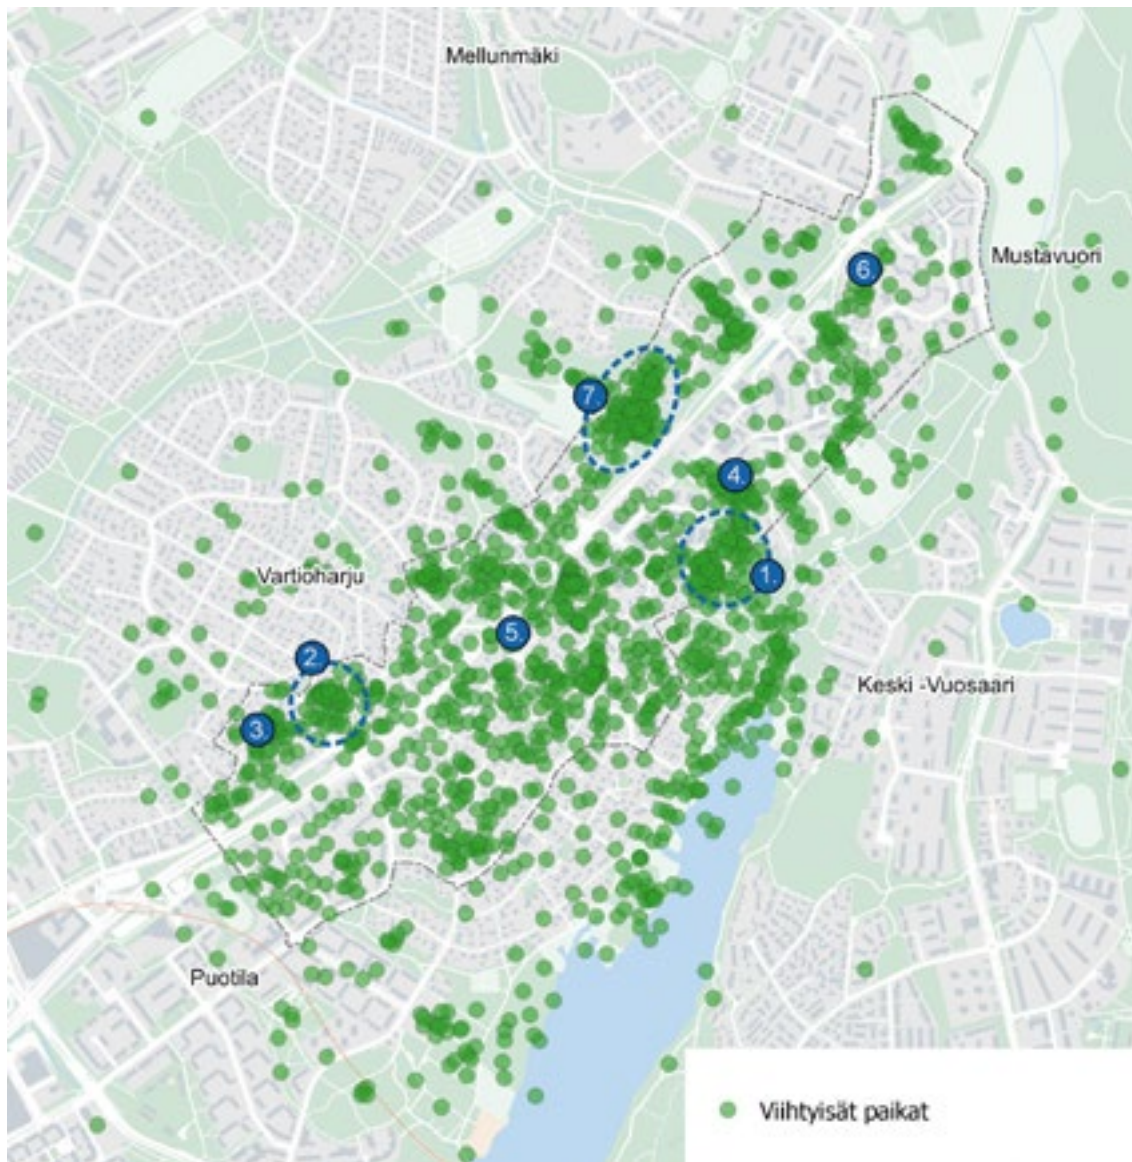 Mellunmäki
Mustavuori
6.
7.
4.
1.
Vartioharju
5.
2.
Keski -Vuosaari
3.
Puotila
Viihtyisät paikat